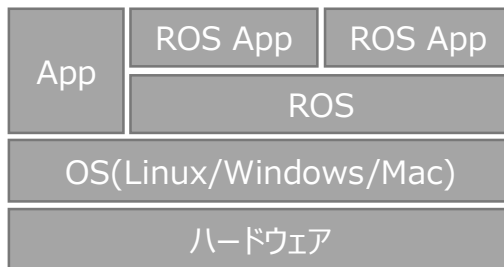 App
ROS App
ROS App
ROS
OS(Linux/Windows/Mac)
ハードウェア